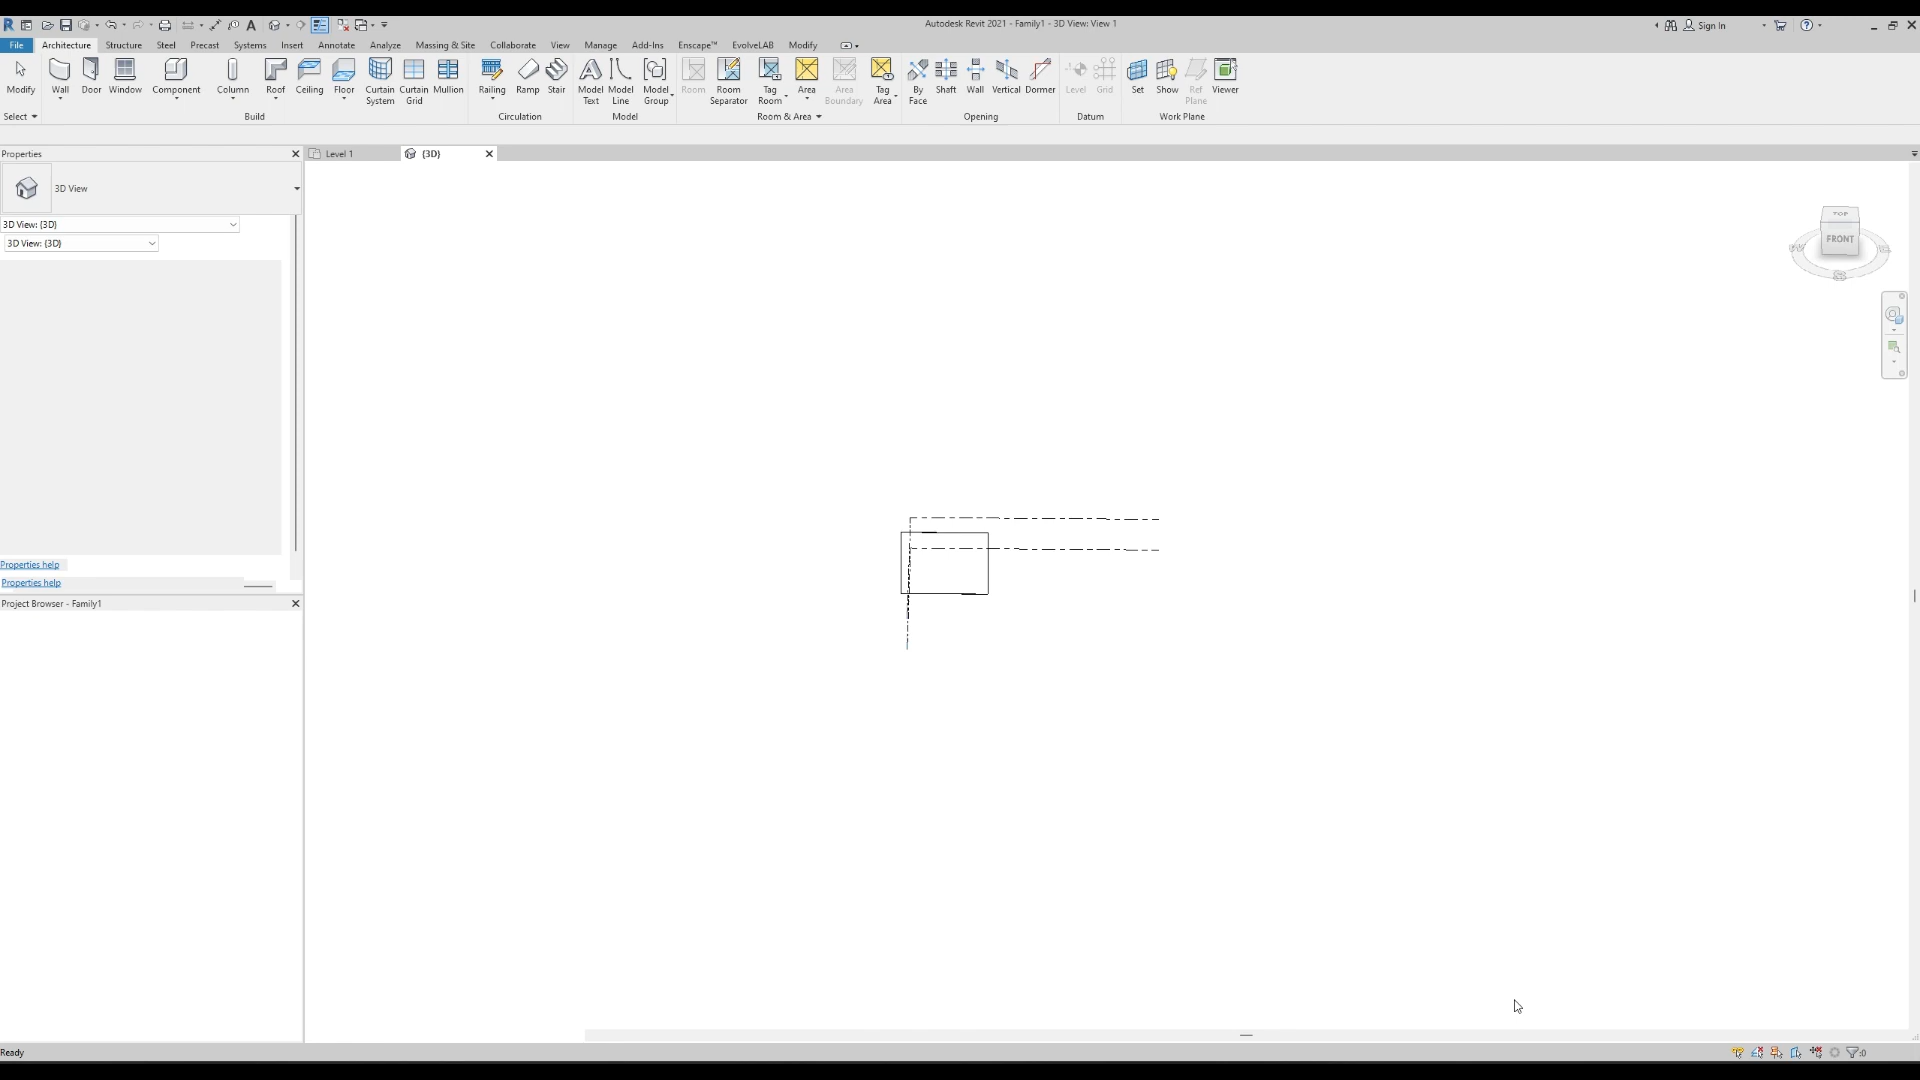 Autodesk Revit 2021 - Family1 - 3D View: View 1
Sign In
File Architecture Structure Steel Precast Systems Insert Annotate Analyze Massing & Site Collaborate View Manage Add-Ins Enscape™ EvolveLAB Modify
Modify Wall Door Window Component Column Roof Ceiling Floor Curtain System Curtain Grid Mullion Railing Ramp Stair Model Text Model Line Model Group Room Room Separator Tag Room Area Area Boundary Tag Area By Face Shaft Wall Vertical Dormer Level Grid Set Show Ref Plane Viewer
Select Build Circulation Model Room & Area Opening Datum Work Plane
Properties
Level 1
{3D}
3D View
3D View: {3D}
3D View: {3D}
TOP
FRONT
Properties help
Properties help
Project Browser - Family1
Ready
:0